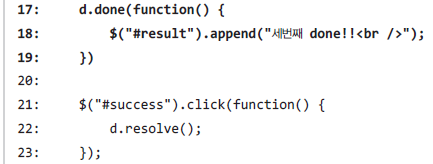 17:     d.done(function() {
18:         $("#result").append("세번째 done!!<br />");
19:     })
20:
21:     $("#success").click(function() {
22:         d.resolve();
23:     });